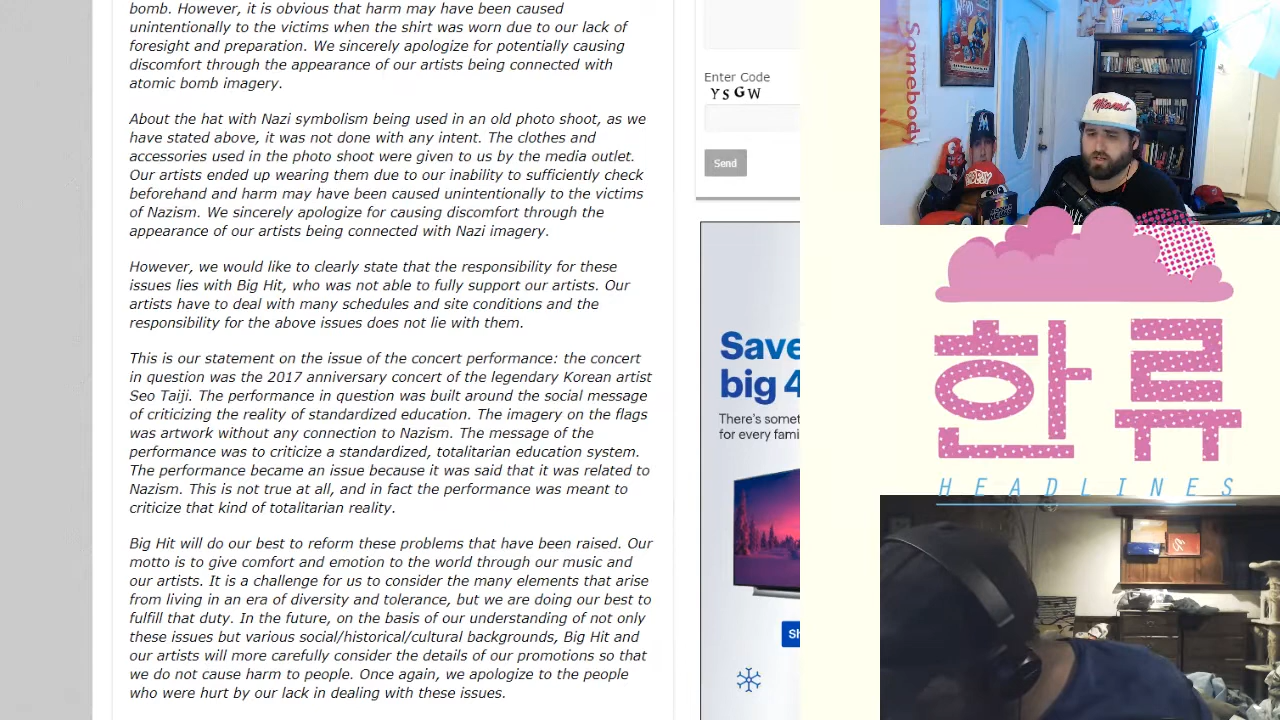 bomb. However, it is obvious that harm may have been caused
unintentionally to the victims when the shirt was worn due to our lack of
foresight and preparation. We sincerely apologize for potentially causing
discomfort through the appearance of our artists being connected with
atomic bomb imagery.
About the hat with Nazi symbolism being used in an old photo shoot, as we
have stated above, it was not done with any intent. The clothes and
accessories used in the photo shoot were given to us by the media outlet.
Our artists ended up wearing them due to our inability to sufficiently check
beforehand and harm may have been caused unintentionally to the victims
of Nazism. We sincerely apologize for causing discomfort through the
appearance of our artists being connected with Nazi imagery.
However, we would like to clearly state that the responsibility for these
issues lies with Big Hit, who was not able to fully support our artists. Our
artists have to deal with many schedules and site conditions and the
responsibility for the above issues does not lie with them.
This is our statement on the issue of the concert performance: the concert
in question was the 2017 anniversary concert of the legendary Korean artist
Seo Taiji. The performance in question was built around the social message
of criticizing the reality of standardized education. The imagery on the flags
was artwork without any connection to Nazism. The message of the
performance was to criticize a standardized, totalitarian education system.
The performance became an issue because it was said that it was related to
Nazism. This is not true at all, and in fact the performance was meant to
criticize that kind of totalitarian reality.
Big Hit will do our best to reform these problems that have been raised. Our
motto is to give comfort and emotion to the world through our music and
our artists. It is a challenge for us to consider the many elements that arise
from living in an era of diversity and tolerance, but we are doing our best to
fulfill that duty. In the future, on the basis of our understanding of not only
these issues but various social/historical/cultural backgrounds, Big Hit and
our artists will more carefully consider the details of our promotions so that
we do not cause harm to people. Once again, we apologize to the people
who were hurt by our lack in dealing with these issues.
Enter Code
YSGW
Send
Save
big 4
There's somet
for every fami
Sh
Somebody
Miami
한류
HEADLINES